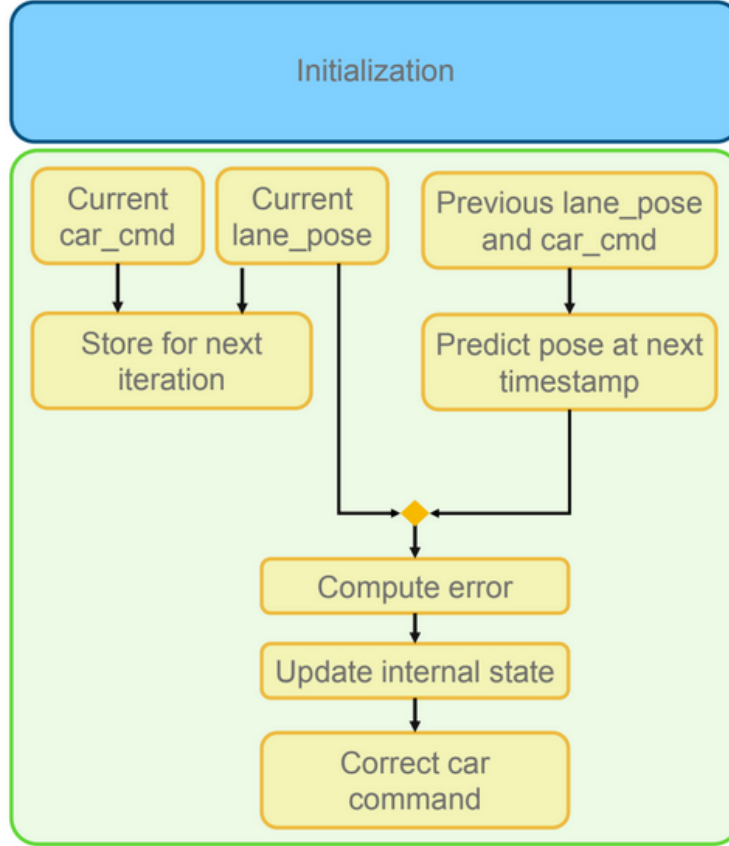 Initialization
Current
car_cmd
Current
lane_pose
Previous lane_pose
and car_cmd
Store for next
iteration
Predict pose at next
timestamp
Compute error
Update internal state
Correct car
command